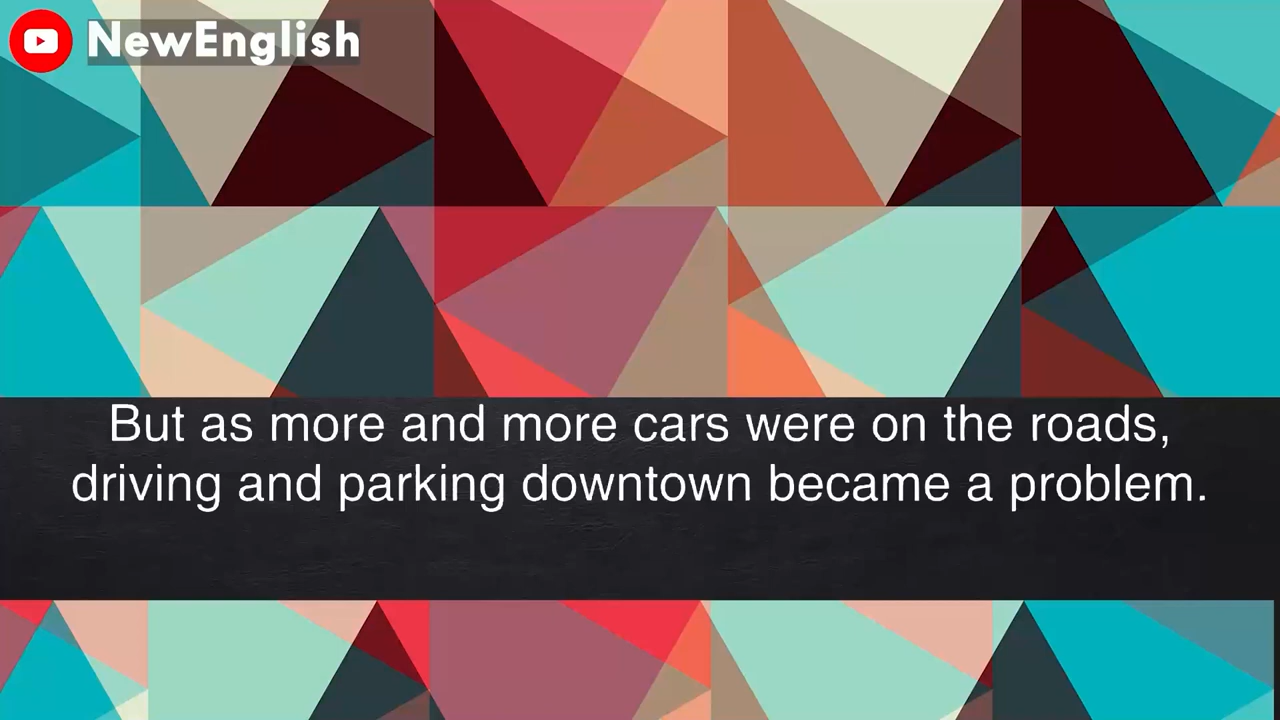 NewEnglish
But as more and more cars were on the roads,
driving and parking downtown became a problem.